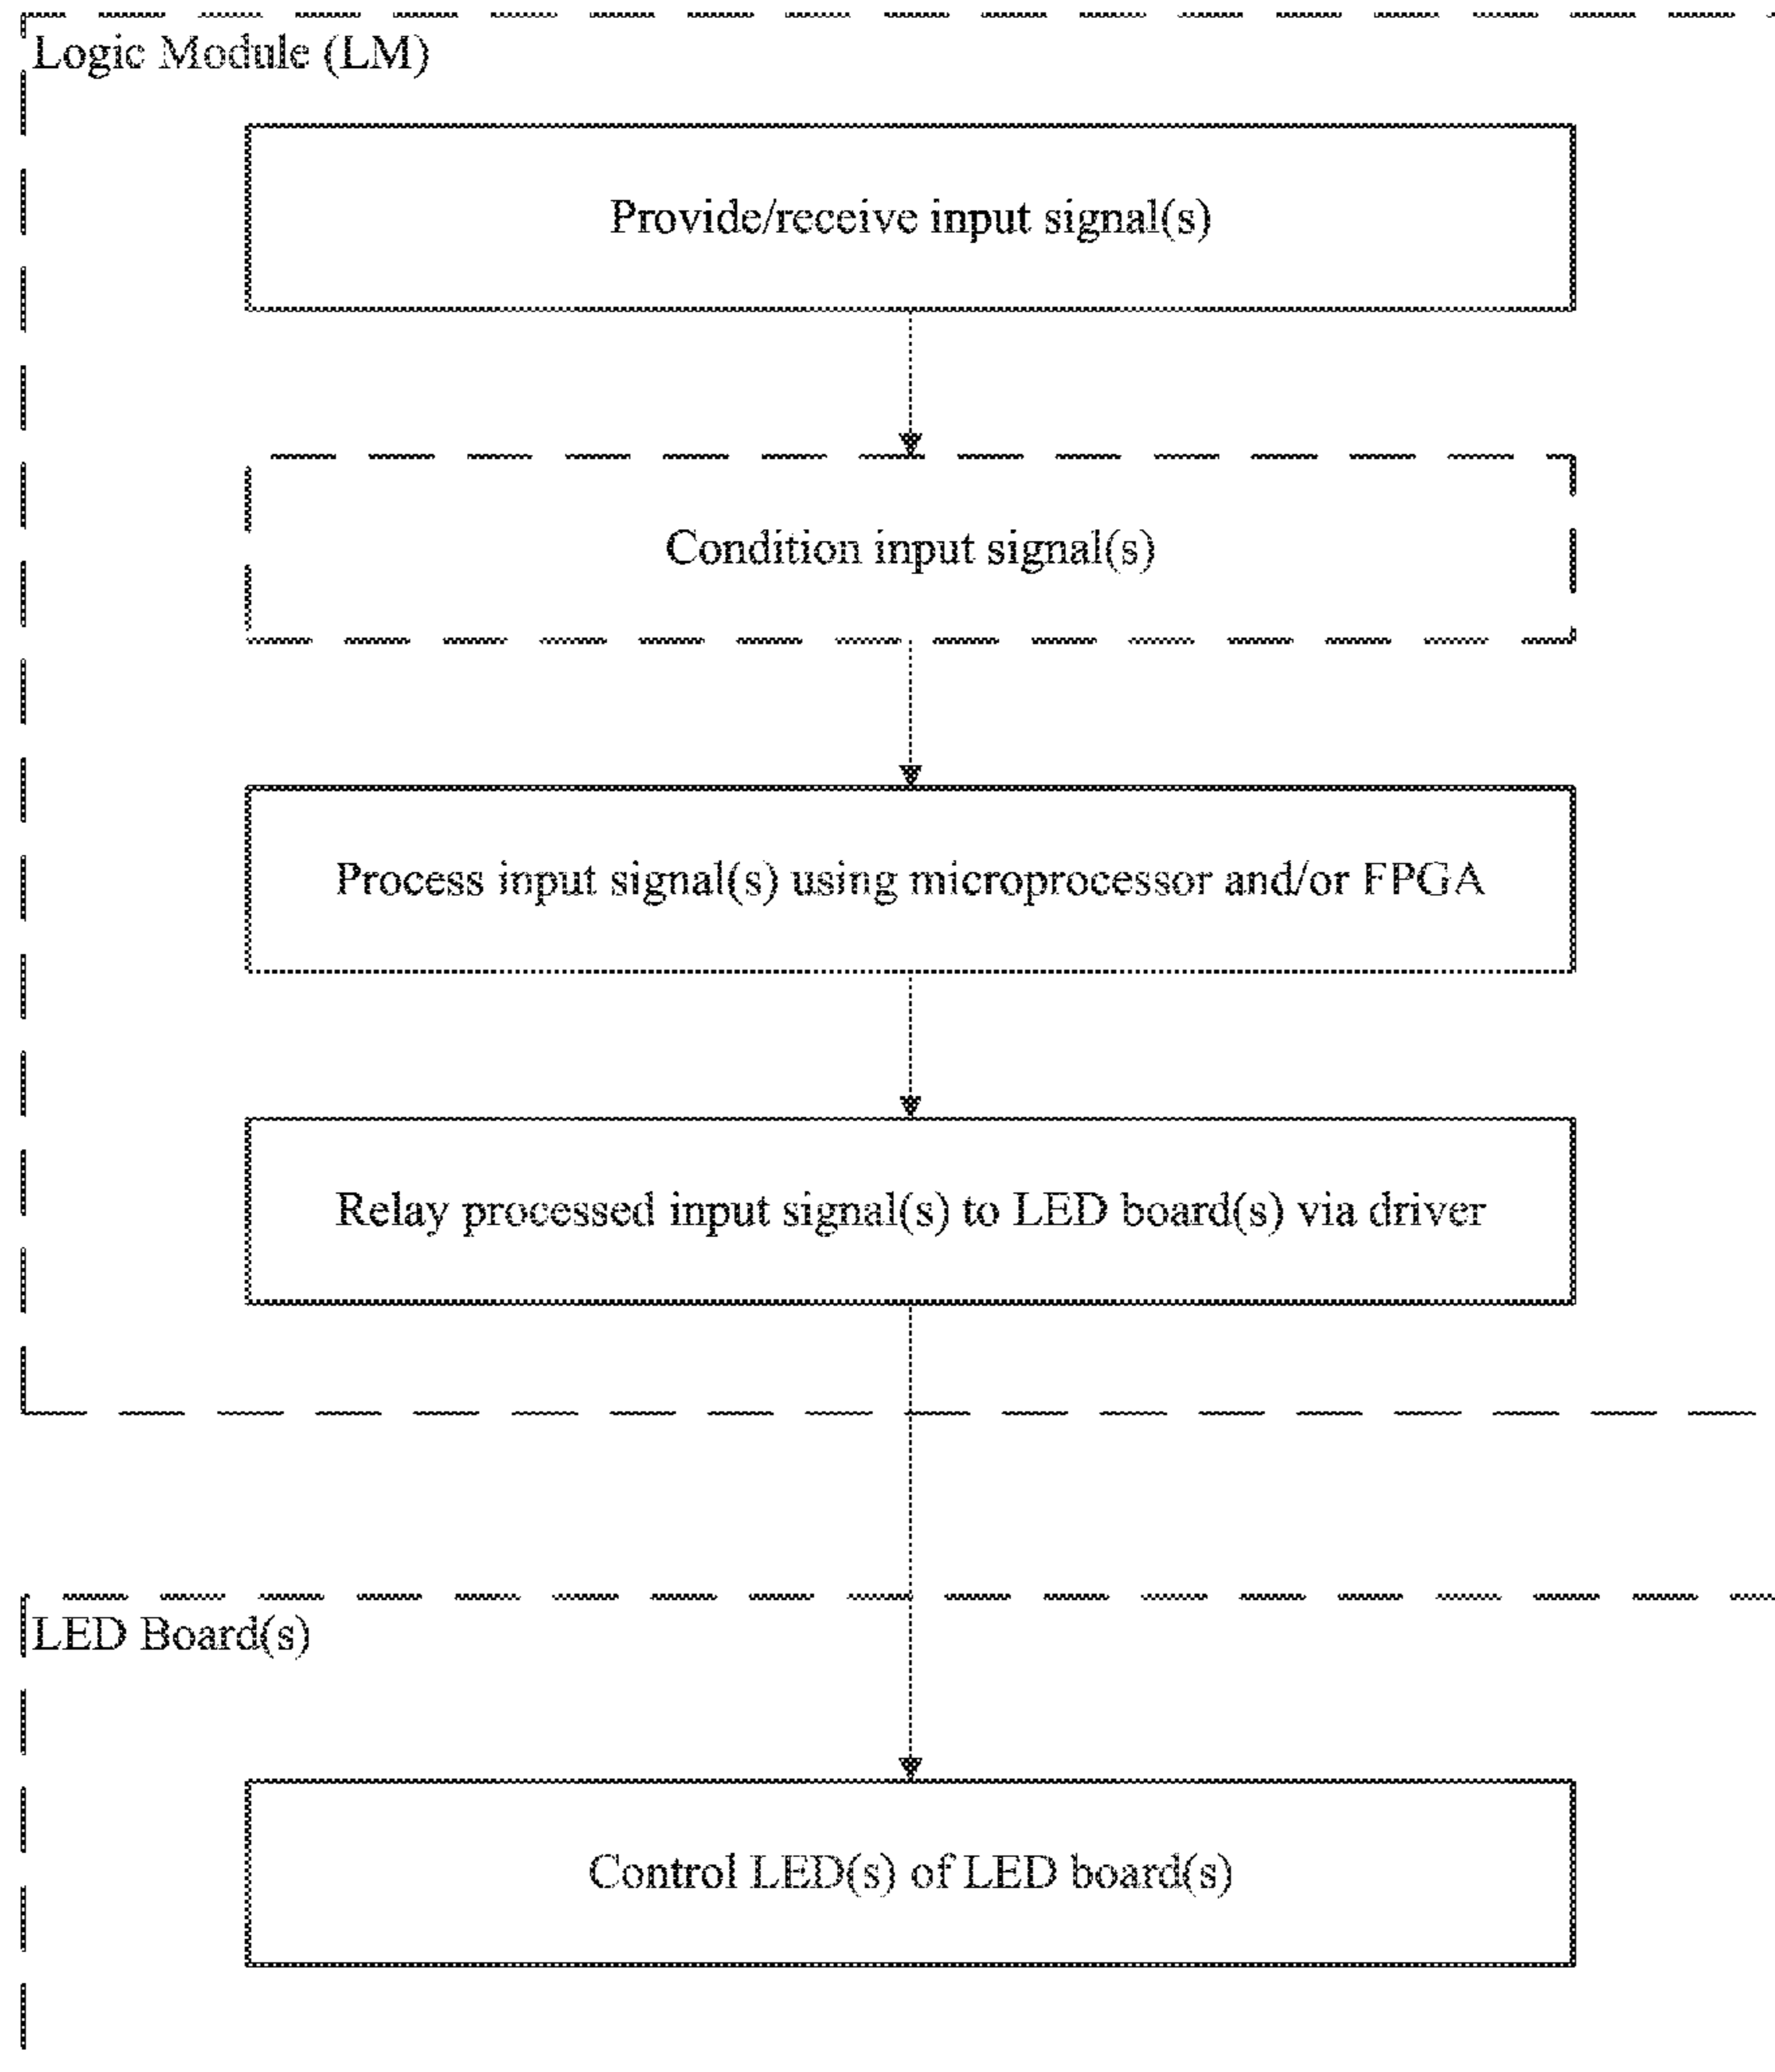 Logic Module (LM)
Provide/receive input signal(s)
Condition input signal(s)
Process input signal(s) using microprocessor and/or FPGA
Relay processed input signal(s) to LED board(s) via driver
LED Board(s)
Control LED(s) of LED board(s)